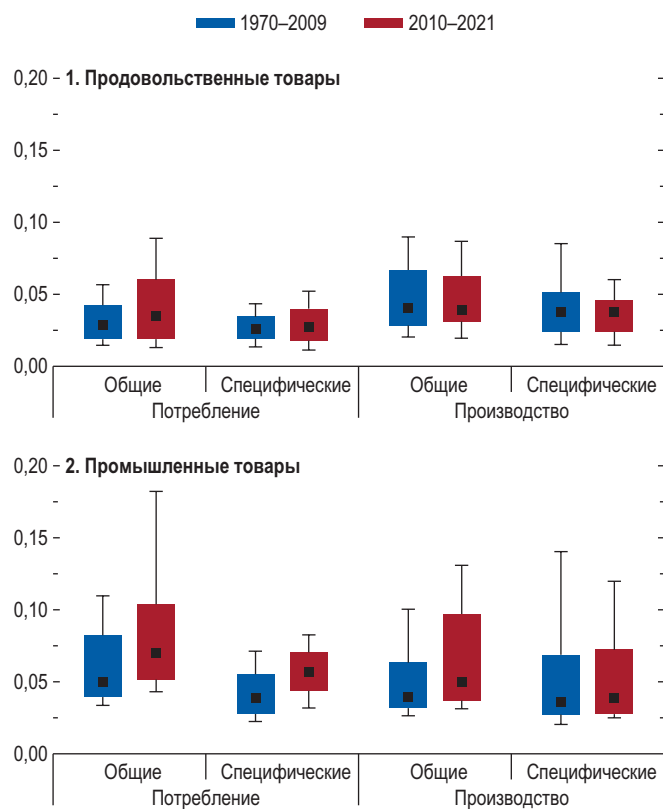 1970–2009 2010–2021
1. Продовольственные товары
0,20
0,15
0,10
0,05
0,00
Общие Специфические Общие Специфические
Потребление Производство
2. Промышленные товары
0,20
0,15
0,10
0,05
0,00
Общие Специфические Общие Специфические
Потребление Производство